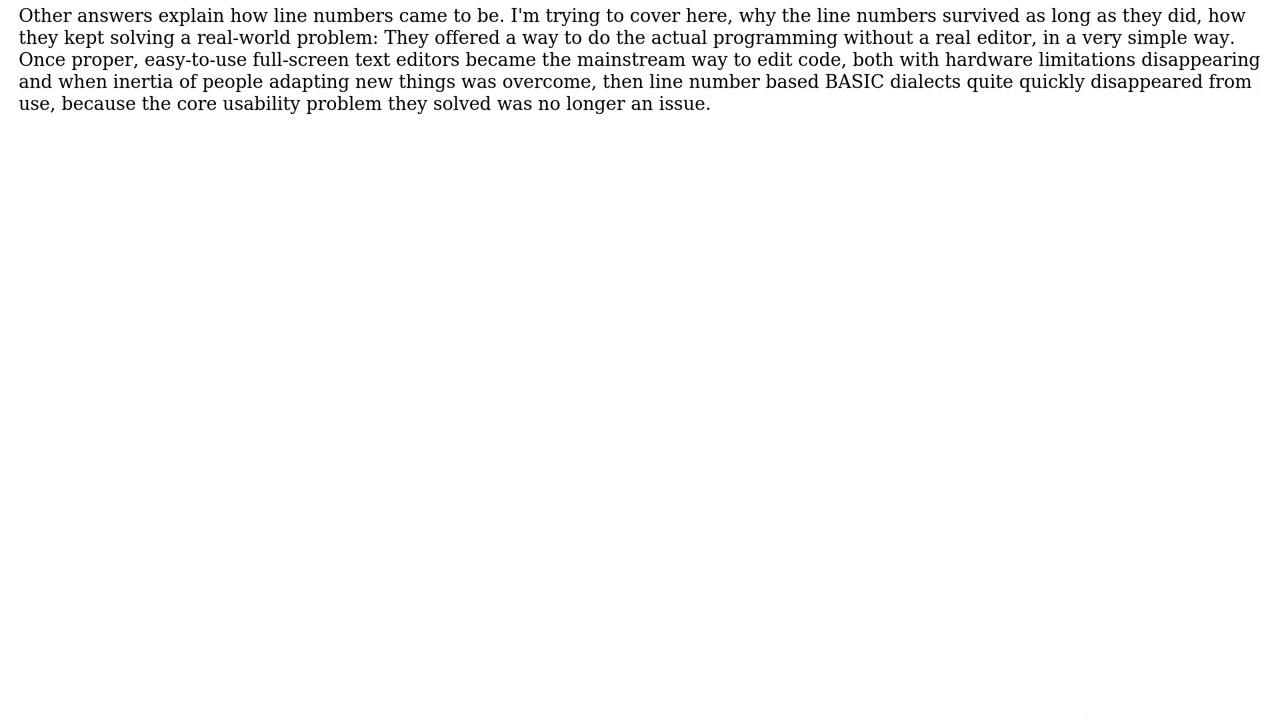 Other answers explain how line numbers came to be. I'm trying to cover here, why the line numbers survived as long as they did, how
they kept solving a real-world problem: They offered a way to do the actual programming without a real editor, in a very simple way.
Once proper, easy-to-use full-screen text editors became the mainstream way to edit code, both with hardware limitations disappearing
and when inertia of people adapting new things was overcome, then line number based BASIC dialects quite quickly disappeared from
use, because the core usability problem they solved was no longer an issue.